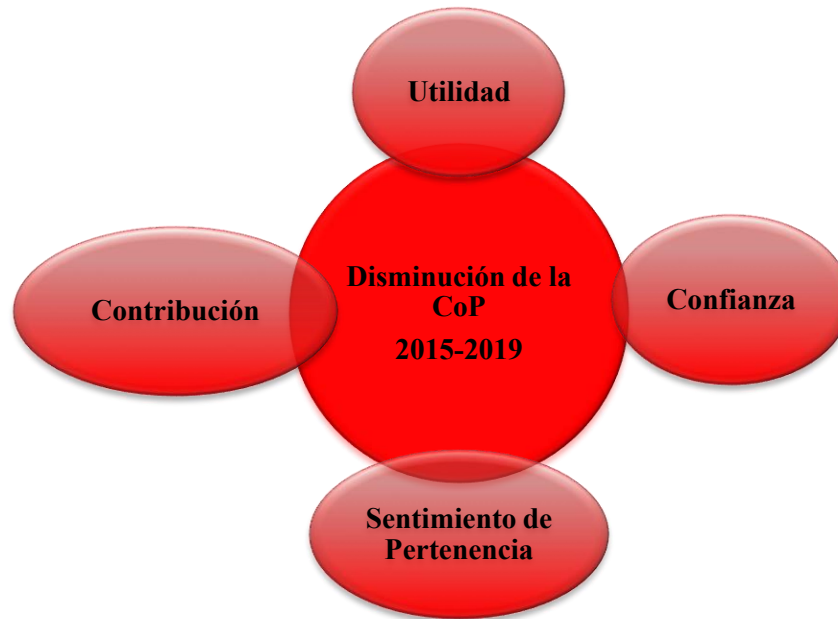 Utilidad
Contribución
Disminución de la
CoP
2015-2019
Confianza
Sentimiento de
Pertenencia